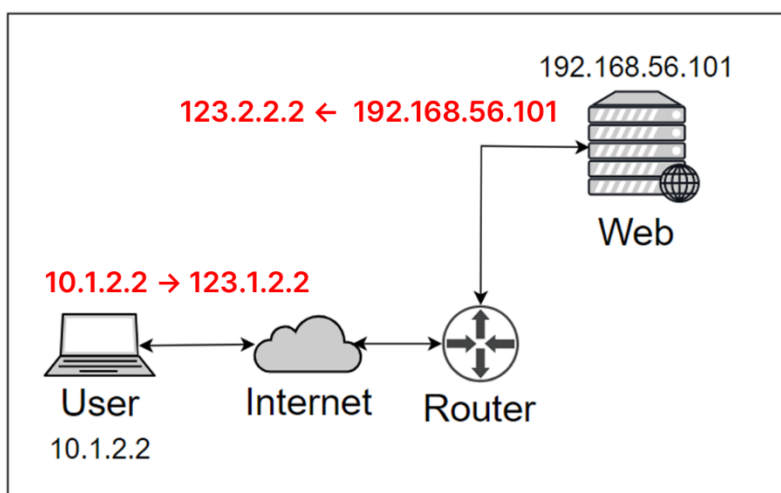 192.168.56.101
123.2.2.2 ← 192.168.56.101
Web
10.1.2.2 → 123.1.2.2
User
Internet
Router
10.1.2.2